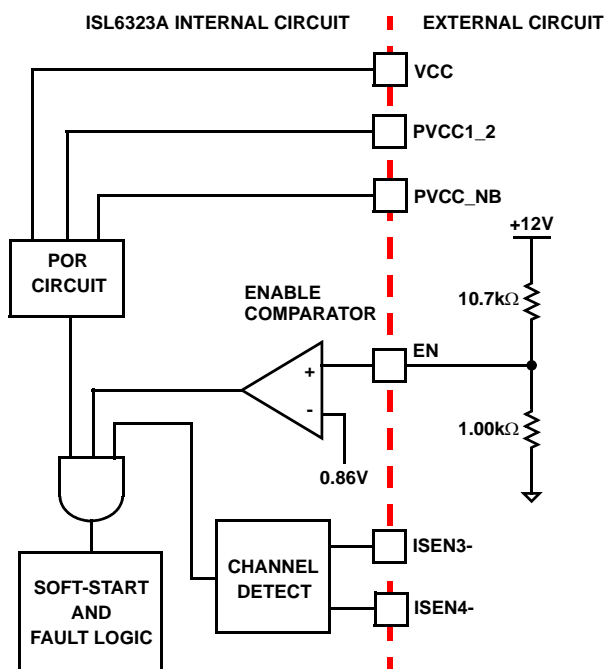 ISL6323A INTERNAL CIRCUIT
EXTERNAL CIRCUIT
VCC
PVCC1_2
PVCC_NB
+12V
POR
CIRCUIT
10.7kΩ
ENABLE
COMPARATOR
EN
+
-
1.00kΩ
0.86V
ISEN3-
CHANNEL
DETECT
ISEN4-
SOFT-START
AND
FAULT LOGIC